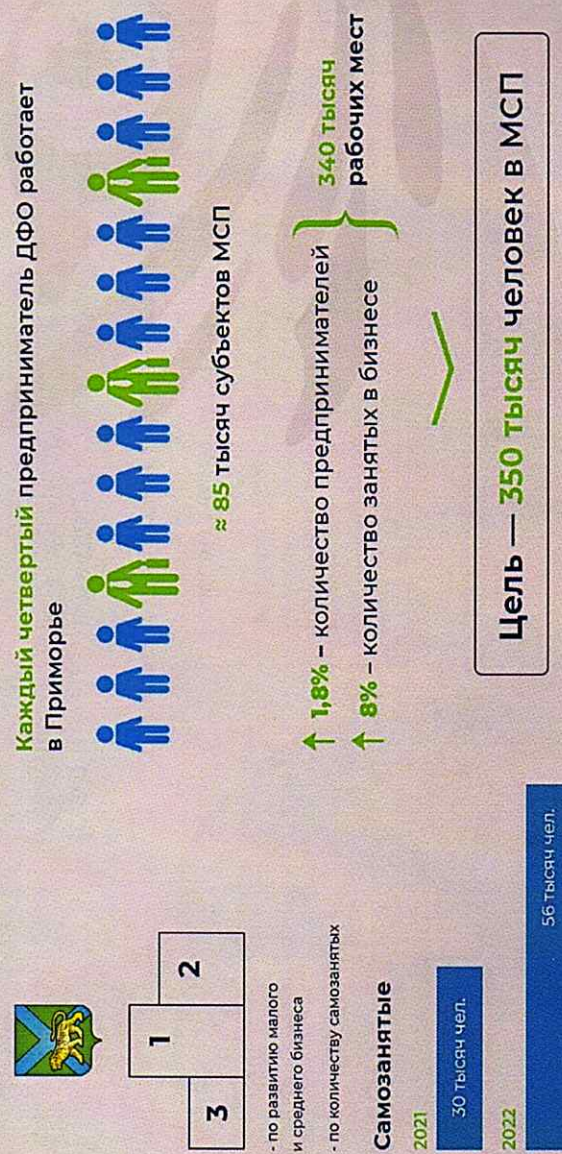 3
1
2
- по развитию малого
и среднего бизнеса
- по количеству самозанятых
Самозанятые
2021
30 тысяч чел.
2022
56 тысяч чел.
Каждый четвертый предприниматель ДФО работает
в Приморье
≈ 85 тысяч субъектов МСП
↑ 1,8% – количество предпринимателей
↑ 8% – количество занятых в бизнесе
340 тысяч
рабочих мест
Цель — 350 тысяч человек в МСП